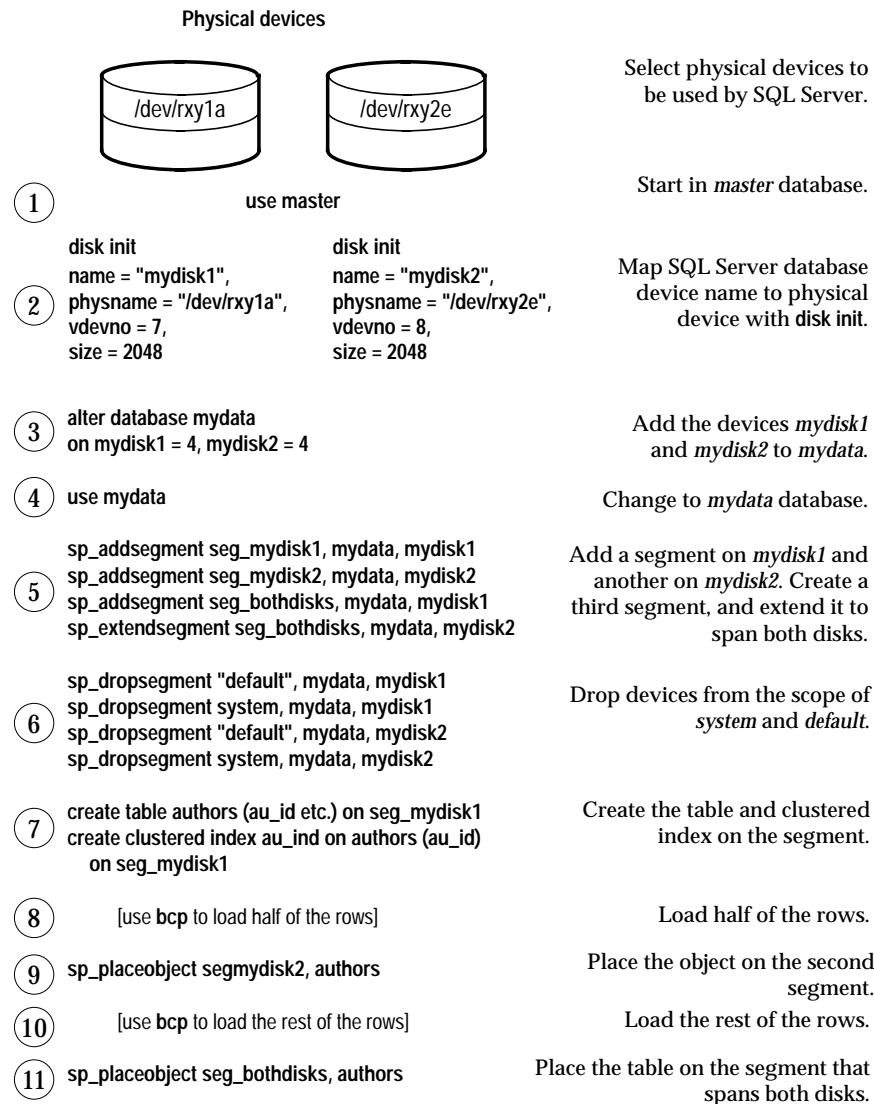 Physical devices
/dev/rxy1a
/dev/rxy2e
Select physical devices to
be used by SQL Server.
1
use master
Start in master database.
2
disk init
name = "mydisk1",
physname = "/dev/rxy1a",
vdevno = 7,
size = 2048
disk init
name = "mydisk2",
physname = "/dev/rxy2e",
vdevno = 8,
size = 2048
Map SQL Server database
device name to physical
device with disk init.
3
alter database mydata
on mydisk1 = 4, mydisk2 = 4
Add the devices mydisk1
and mydisk2 to mydata.
4
use mydata
Change to mydata database.
5
sp_addsegment seg_mydisk1, mydata, mydisk1
sp_addsegment seg_mydisk2, mydata, mydisk2
sp_addsegment seg_bothdisks, mydata, mydisk1
sp_extendsegment seg_bothdisks, mydata, mydisk2
Add a segment on mydisk1 and
another on mydisk2. Create a
third segment, and extend it to
span both disks.
6
sp_dropsegment "default", mydata, mydisk1
sp_dropsegment system, mydata, mydisk1
sp_dropsegment "default", mydata, mydisk2
sp_dropsegment system, mydata, mydisk2
Drop devices from the scope of
system and default.
7
create table authors (au_id etc.) on seg_mydisk1
create clustered index au_ind on authors (au_id)
on seg_mydisk1
Create the table and clustered
index on the segment.
8
[use bcp to load half of the rows]
Load half of the rows.
9
sp_placeobject segmydisk2, authors
Place the object on the second
segment.
10
[use bcp to load the rest of the rows]
Load the rest of the rows.
11
sp_placeobject seg_bothdisks, authors
Place the table on the segment that
spans both disks.